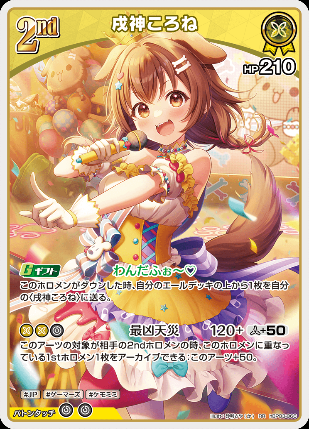 2nd
戌神ころね
HP 210
ギフト わんだふぉ〜♡
このホロメンがダウンした時、自分のエールデッキの上から1枚を自分の〈戌神ころね〉に送る。
最凶天災 120+ +50
このアーツの対象が相手の2ndホロメンの時、このホロメンに重なっている1stホロメン1枚をアーカイブできる:このアーツ+50。
#JP #ゲーマーズ #ケモミミ
バトンタッチ